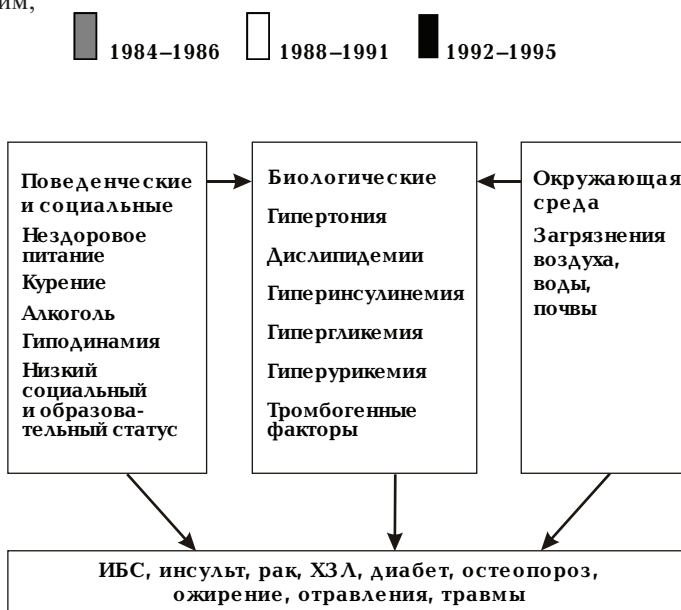 им,
1984–1986 1988–1991 1992–1995
Поведенческие
и социальные
Нездоровое
питание
Курение
Алкоголь
Гиподинамия
Низкий
социальный
и образова-
тельный статус
Биологические
Гипертония
Дислипидемии
Гиперинсулинемия
Гипергликемия
Гиперурикемия
Тромбогенные
факторы
Окружающая
среда
Загрязнения
воздуха,
воды,
почвы
ИБС, инсульт, рак, ХЗЛ, диабет, остеопороз,
ожирение, отравления, травмы